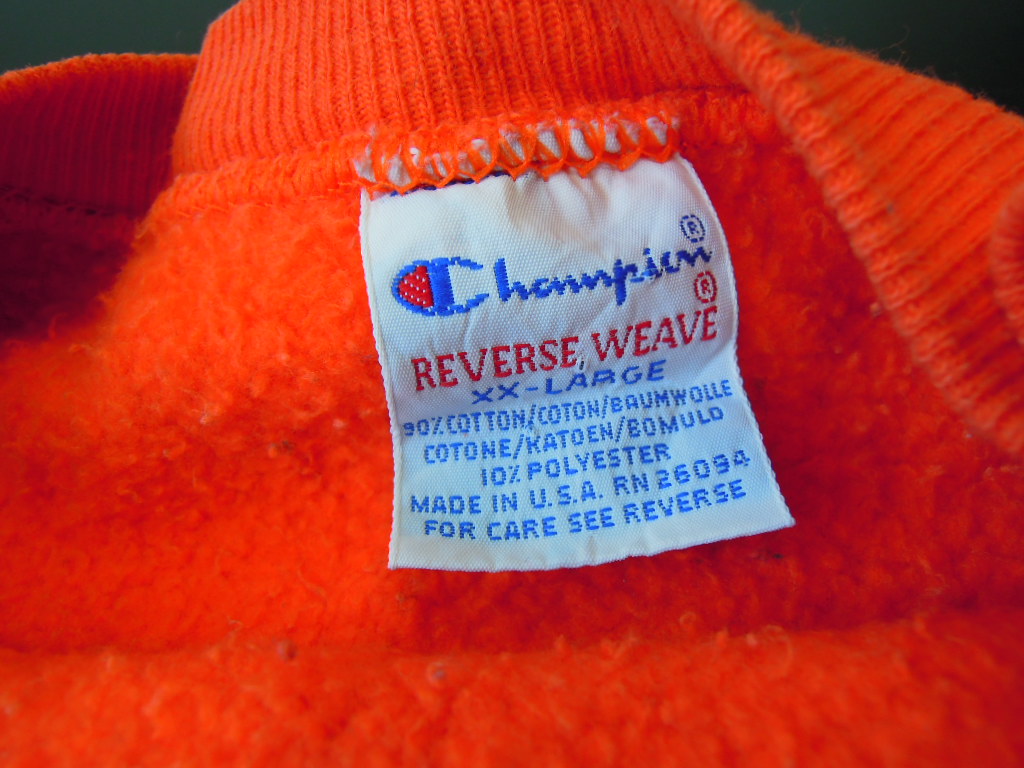 Champion®
REVERSE WEAVE®
XX-LARGE
90% COTTON/COTON/BAUMWOLLE
COTONE/KATOEN/BOMULD
10% POLYESTER
MADE IN U.S.A. RN 26094
FOR CARE SEE REVERSE